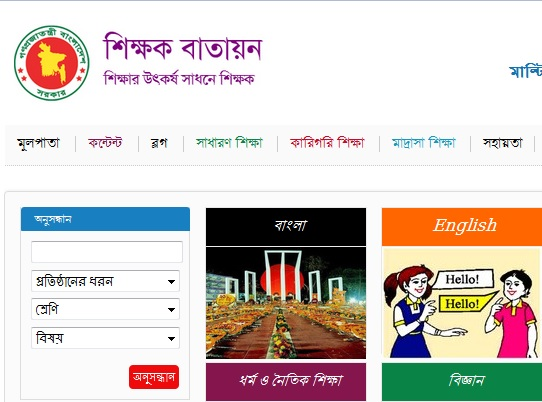 গণপ্রজাতন্ত্রী বাংলাদেশ
সরকার
শিক্ষক বাতায়ন
শিক্ষার উৎকর্ষ সাধনে শিক্ষক
মূলপাতা কন্টেন্ট ব্লগ সাধারণ শিক্ষা কারিগরি শিক্ষা মাদ্রাসা শিক্ষা সহায়তা
অনুসন্ধান
প্রতিষ্ঠানের ধরন
শ্রেণি
বিষয়
অনুসন্ধান
বাংলা
English
Hello!
Hello!
ধর্ম ও নৈতিক শিক্ষা
বিজ্ঞান